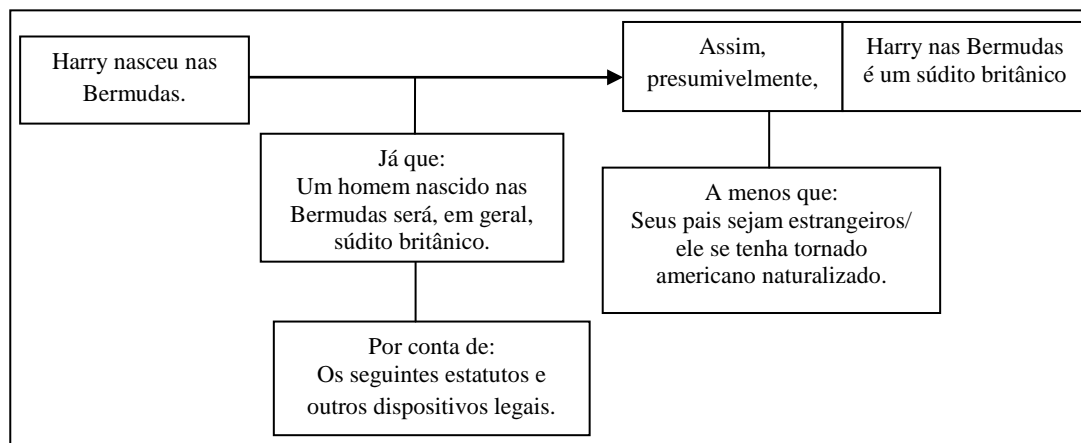 Harry nasceu nas
Bermudas.
Assim,
presumivelmente,
Harry nas Bermudas
é um súdito britânico
Já que:
Um homem nascido nas
Bermudas será, em geral,
súdito britânico.
A menos que:
Seus pais sejam estrangeiros/
ele se tenha tornado
americano naturalizado.
Por conta de:
Os seguintes estatutos e
outros dispositivos legais.